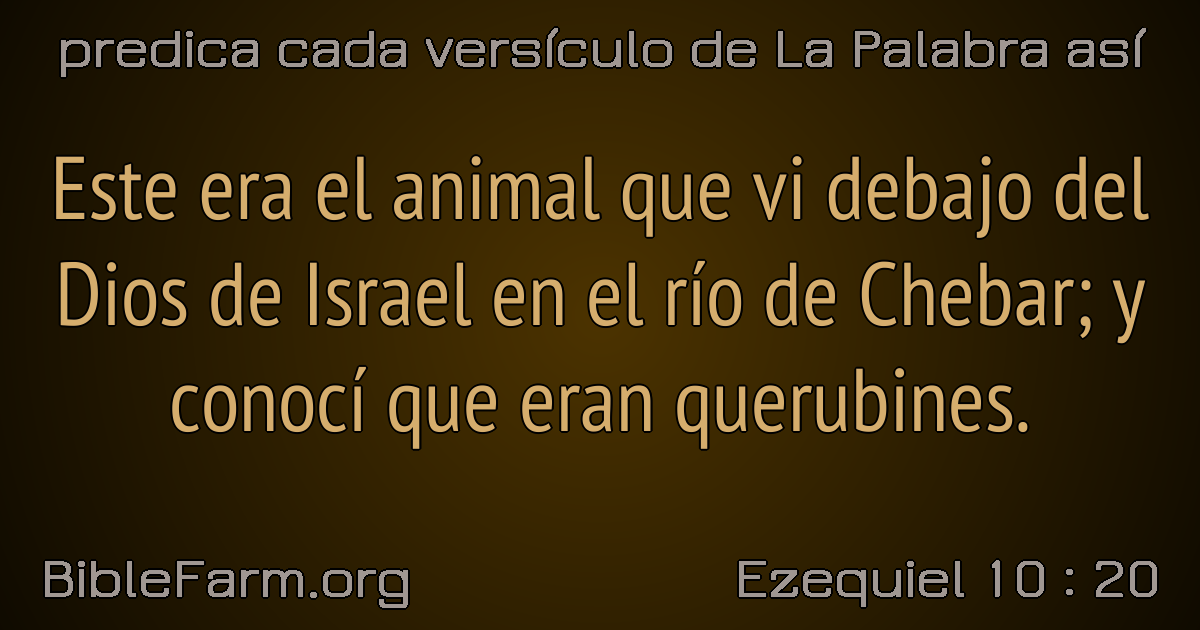 predica cada versículo de La Palabra así
Este era el animal que vi debajo del
Dios de Israel en el río de Chebar; y
conocí que eran querubines.
BibleFarm.org
Ezequiel 10 : 20